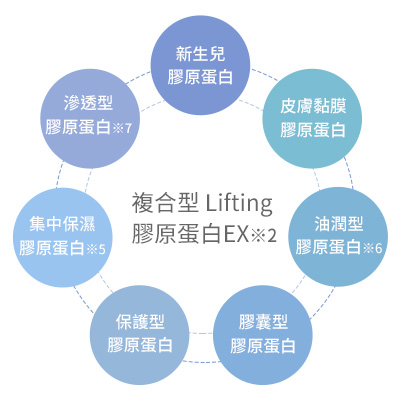 新生兒
膠原蛋白
滲透型
膠原蛋白※7
皮膚黏膜
膠原蛋白
複合型 Lifting
膠原蛋白EX※2
集中保濕
膠原蛋白※5
油潤型
膠原蛋白※6
保護型
膠原蛋白
膠囊型
膠原蛋白